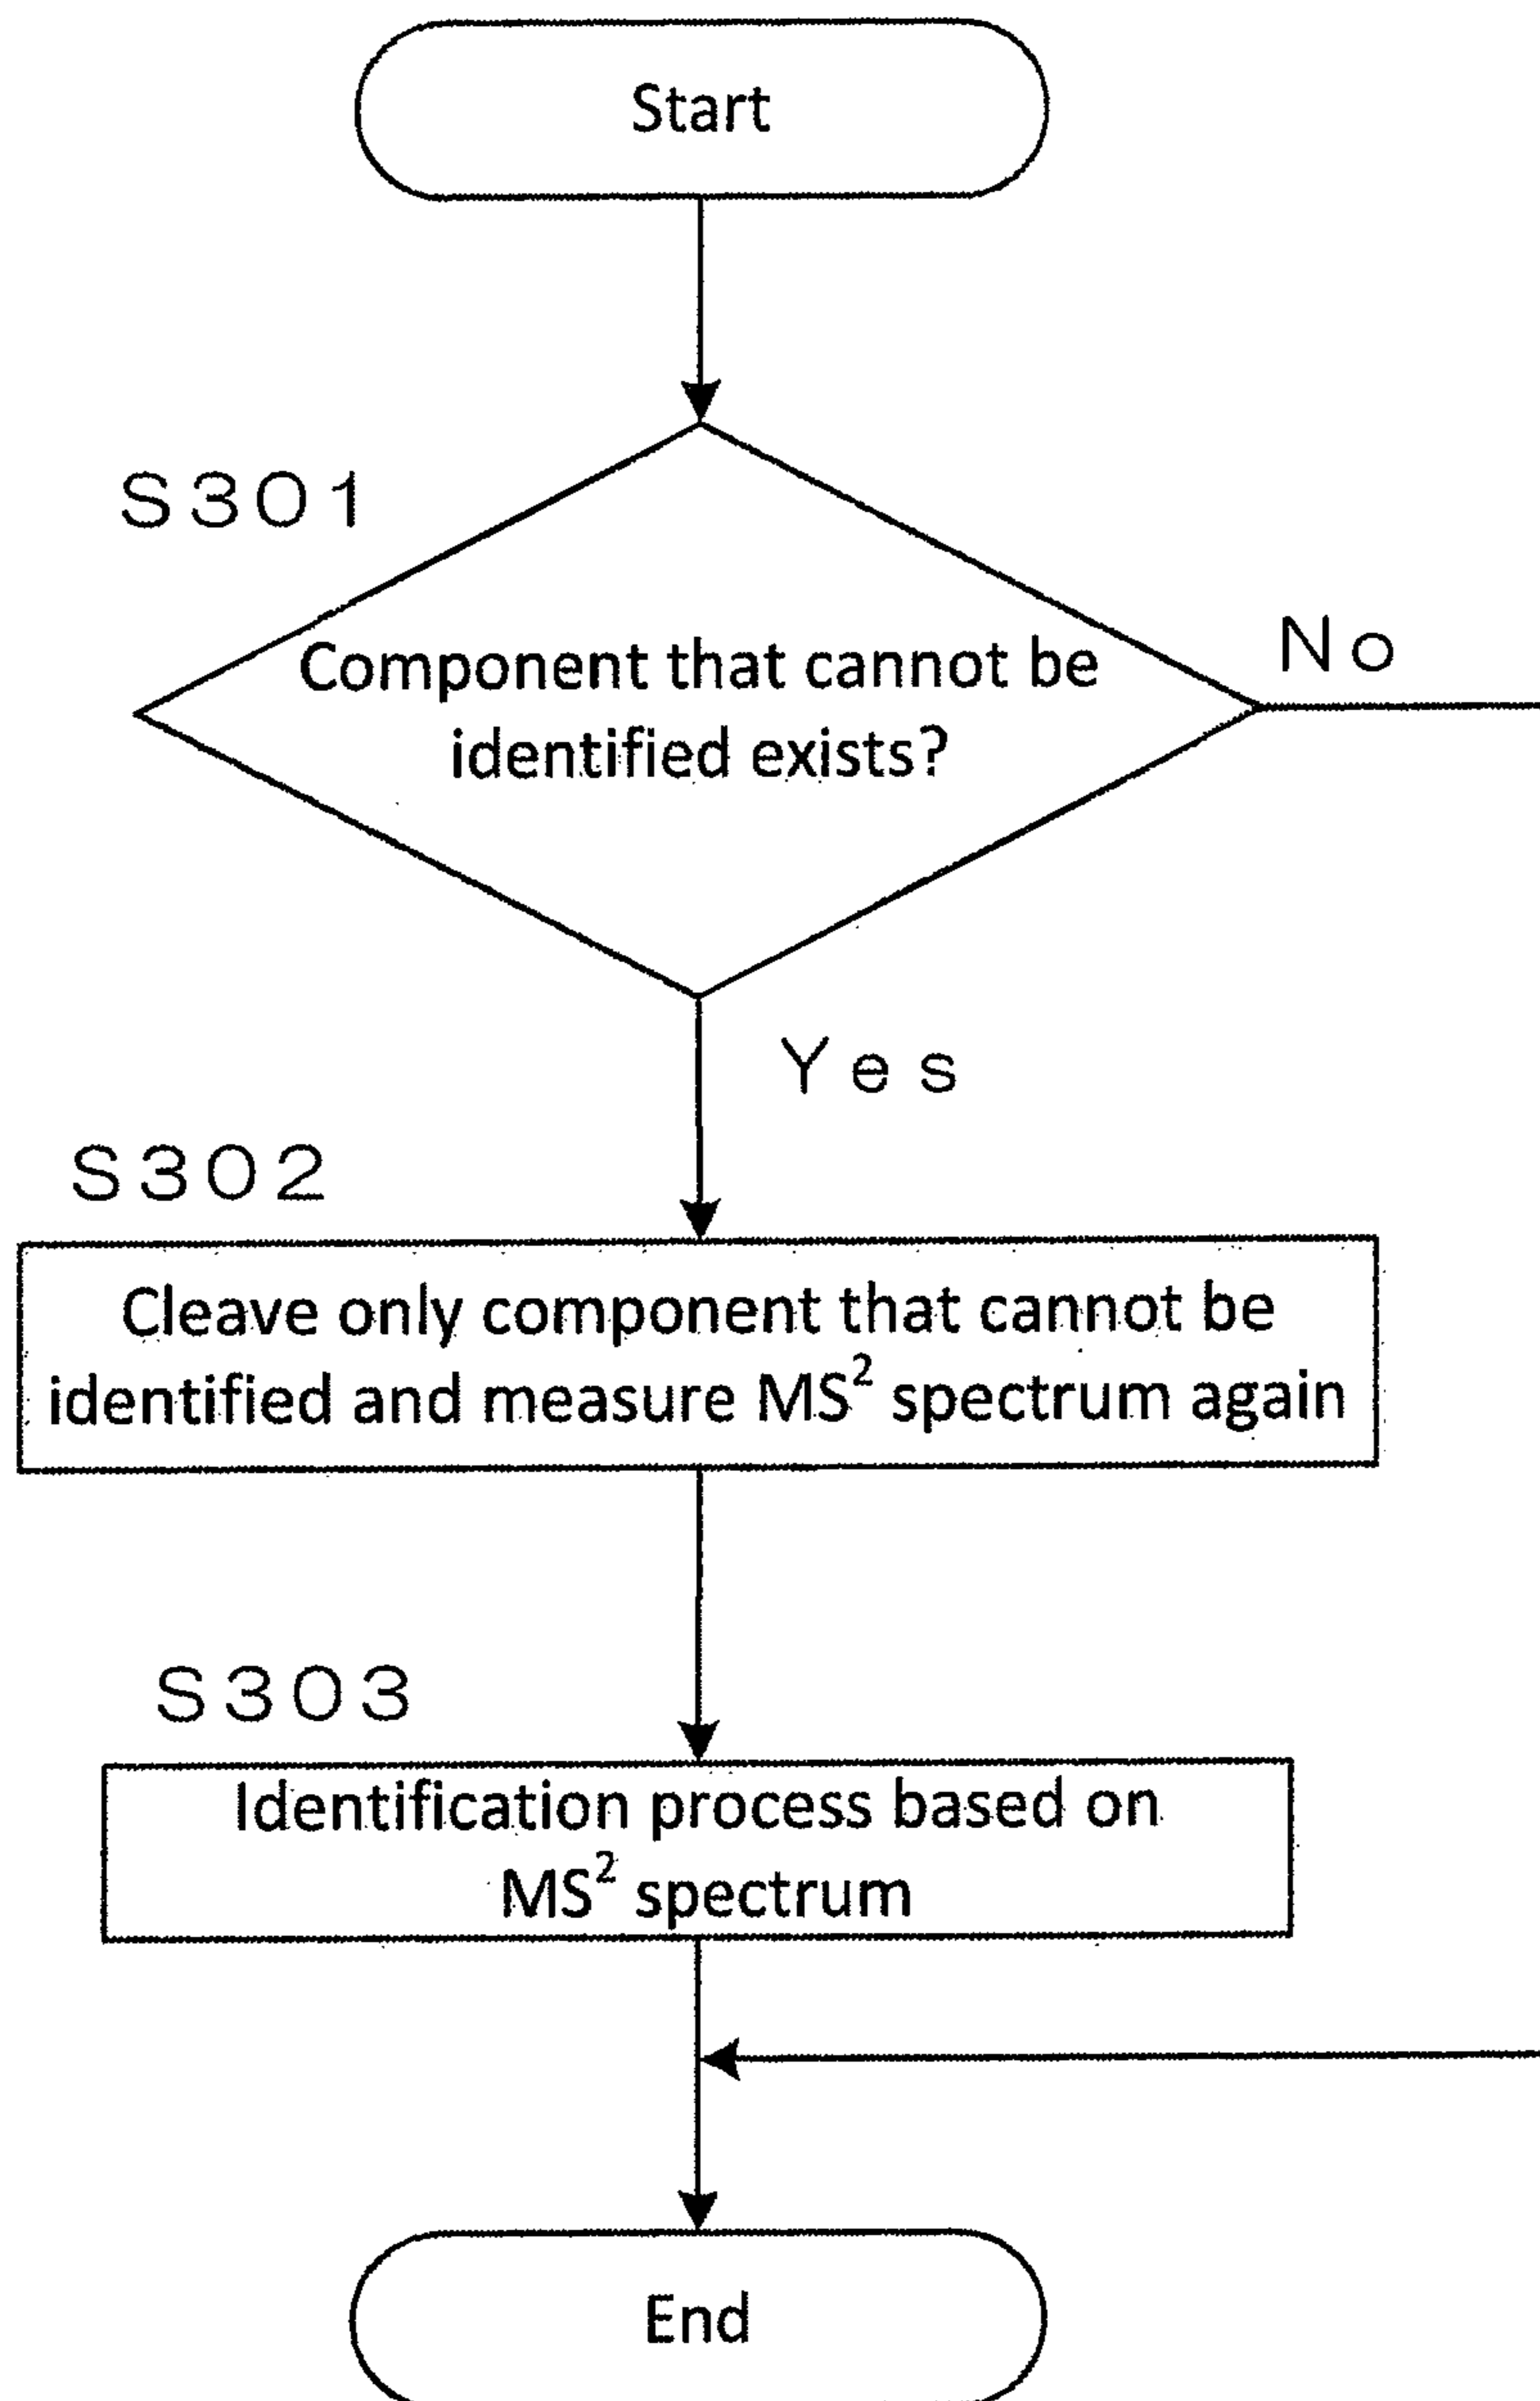 Start
S301
Component that cannot be
identified exists?
No
Yes
S302
Cleave only component that cannot be
identified and measure MS² spectrum again
S303
Identification process based on
MS² spectrum
End